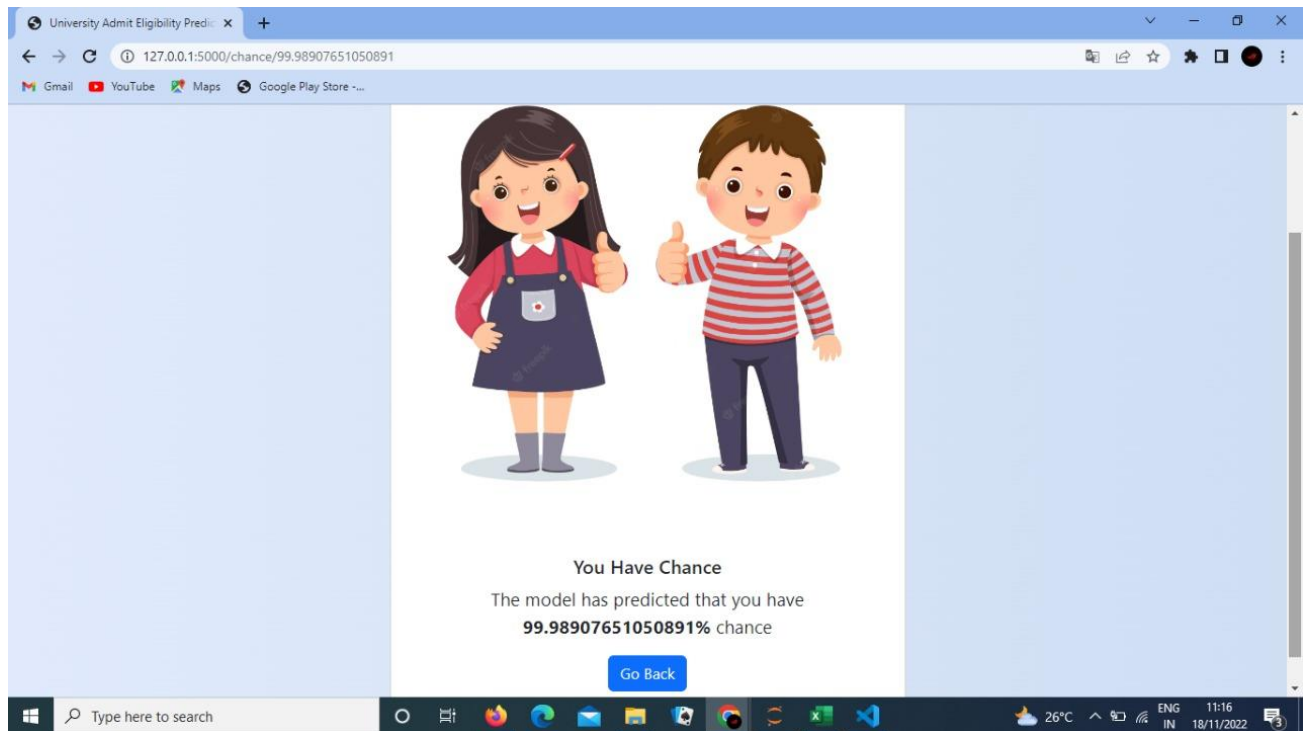 University Admit Eligibility Predic
127.0.0.1:5000/chance/99.98907651050891
Gmail YouTube Maps Google Play Store -...
You Have Chance
The model has predicted that you have
99.98907651050891% chance
Go Back
Type here to search
26°C ENG 11:16
IN 18/11/2022 3